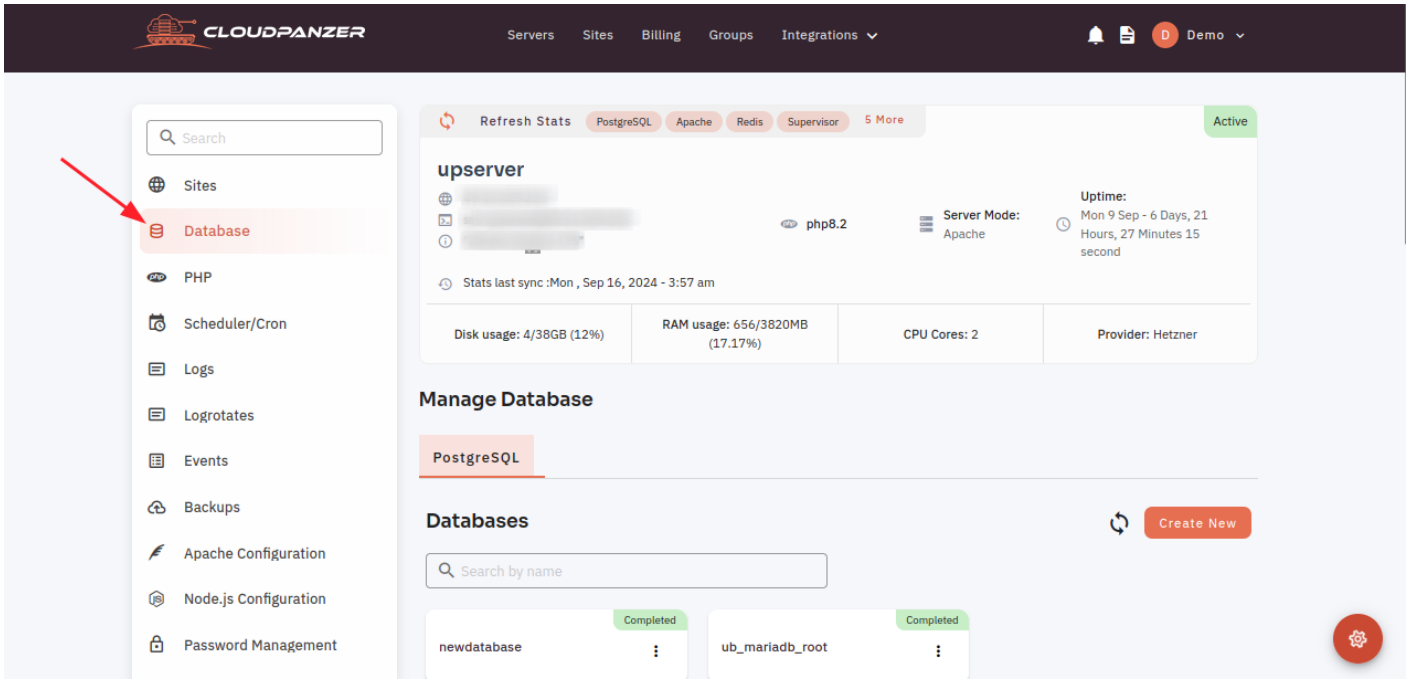 CLOUDPANZER
Servers Sites Billing Groups Integrations
D Demo
Search
Sites
Database
PHP
Scheduler/Cron
Logs
Logrotates
Events
Backups
Apache Configuration
Node.js Configuration
Password Management
Refresh Stats PostgreSQL Apache Redis Supervisor 5 More
Active
upserver
php php8.2
Server Mode:
Apache
Uptime:
Mon 9 Sep - 6 Days, 21
Hours, 27 Minutes 15
second
Stats last sync :Mon , Sep 16, 2024 - 3:57 am
Disk usage: 4/38GB (12%)
RAM usage: 656/3820MB
(17.17%)
CPU Cores: 2
Provider: Hetzner
Manage Database
PostgreSQL
Databases
Create New
Search by name
Completed
newdatabase
Completed
ub_mariadb_root